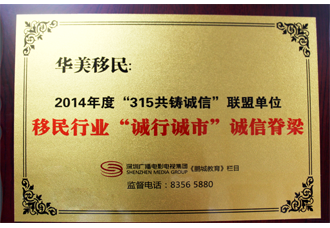 华美移民:
2014年度“315共铸诚信”联盟单位
移民行业“诚行诚市”诚信脊梁
深圳广播电影电视集团
SHENZHEN MEDIA GROUP
《鹏城教育》栏目
监督电话：8356 5880